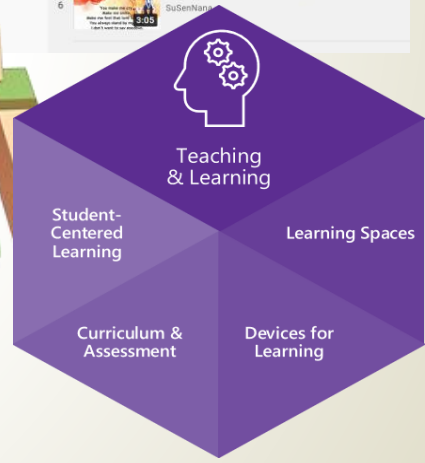 6
SuSenNana
3:05
Teaching
& Learning
Student-
Centered
Learning
Learning Spaces
Curriculum &
Assessment
Devices for
Learning